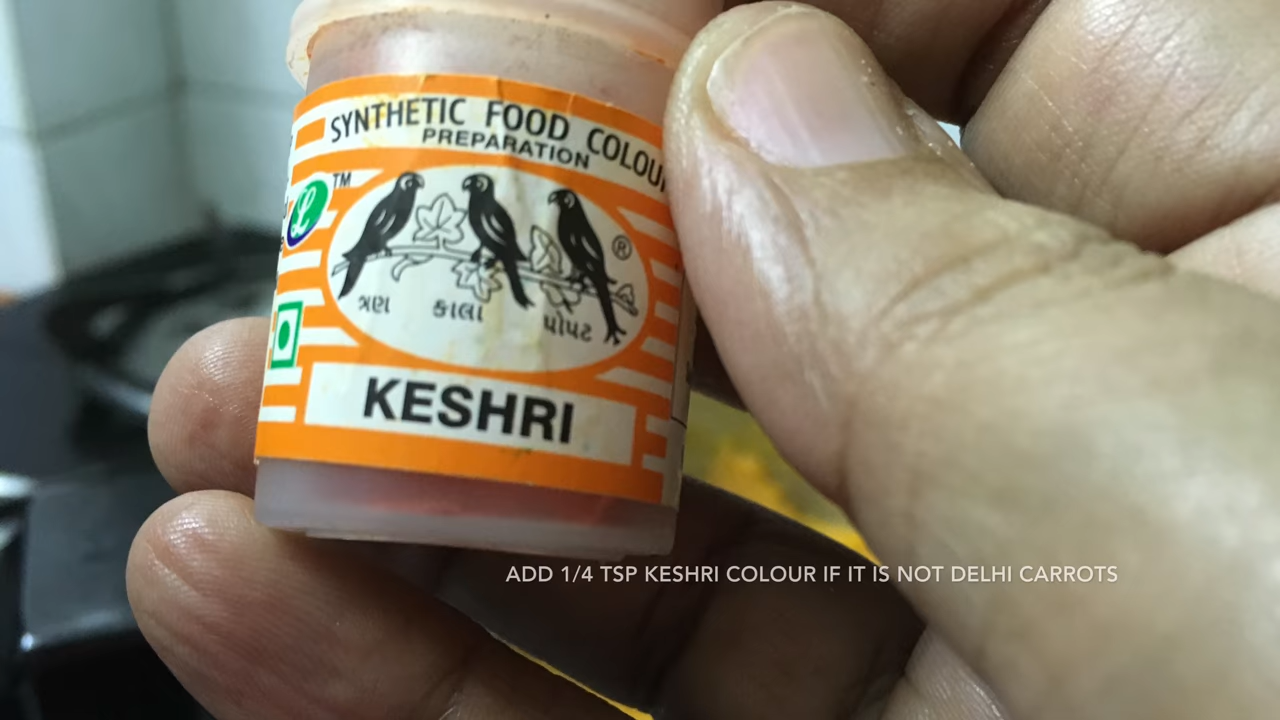 SYNTHETIC FOOD COLOU
PREPARATION
TM
®
ત્રણ કાલા પોપટ
KESHRI
ADD 1/4 TSP KESHRI COLOUR IF IT IS NOT DELHI CARROTS